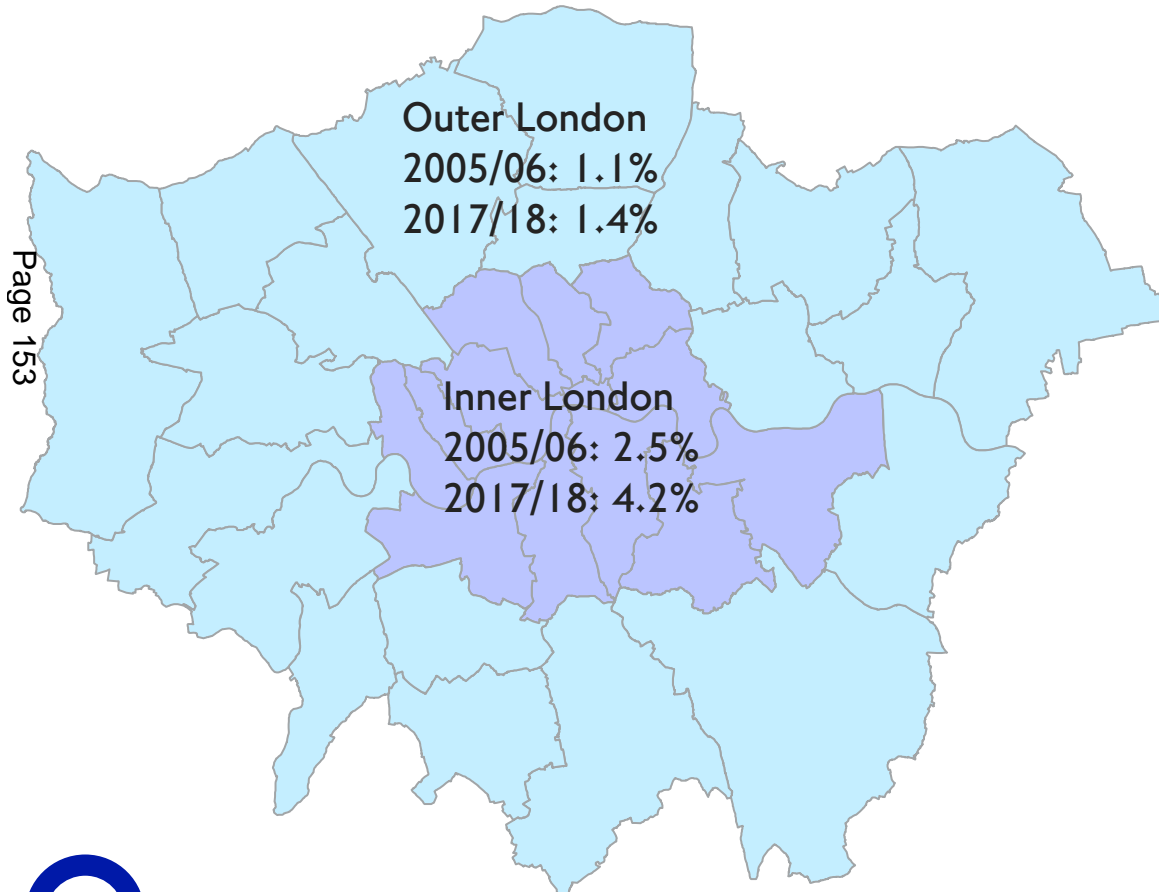 Outer London
2005/06: 1.1%
2017/18: 1.4%
Page 153
Inner London
2005/06: 2.5%
2017/18: 4.2%